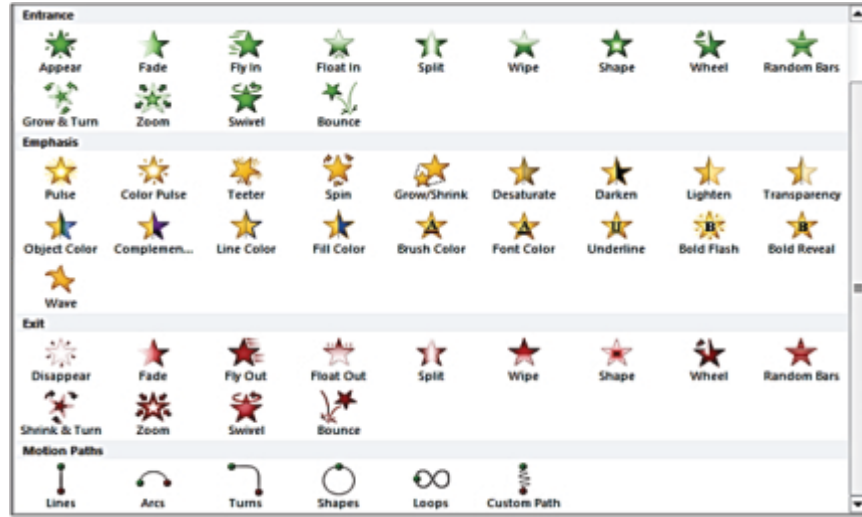 Entrance
Appear Fade Fly In Float In Split Wipe Shape Wheel Random Bars
Grow & Turn Zoom Swivel Bounce
Emphasis
Pulse Color Pulse Teeter Spin Grow/Shrink Desaturate Darken Lighten Transparency
Object Color Complemen... Line Color Fill Color Brush Color Font Color Underline Bold Flash Bold Reveal
Wave
Exit
Disappear Fade Fly Out Float Out Split Wipe Shape Wheel Random Bars
Shrink & Turn Zoom Swivel Bounce
Motion Paths
Lines Arcs Turns Shapes Loops Custom Path